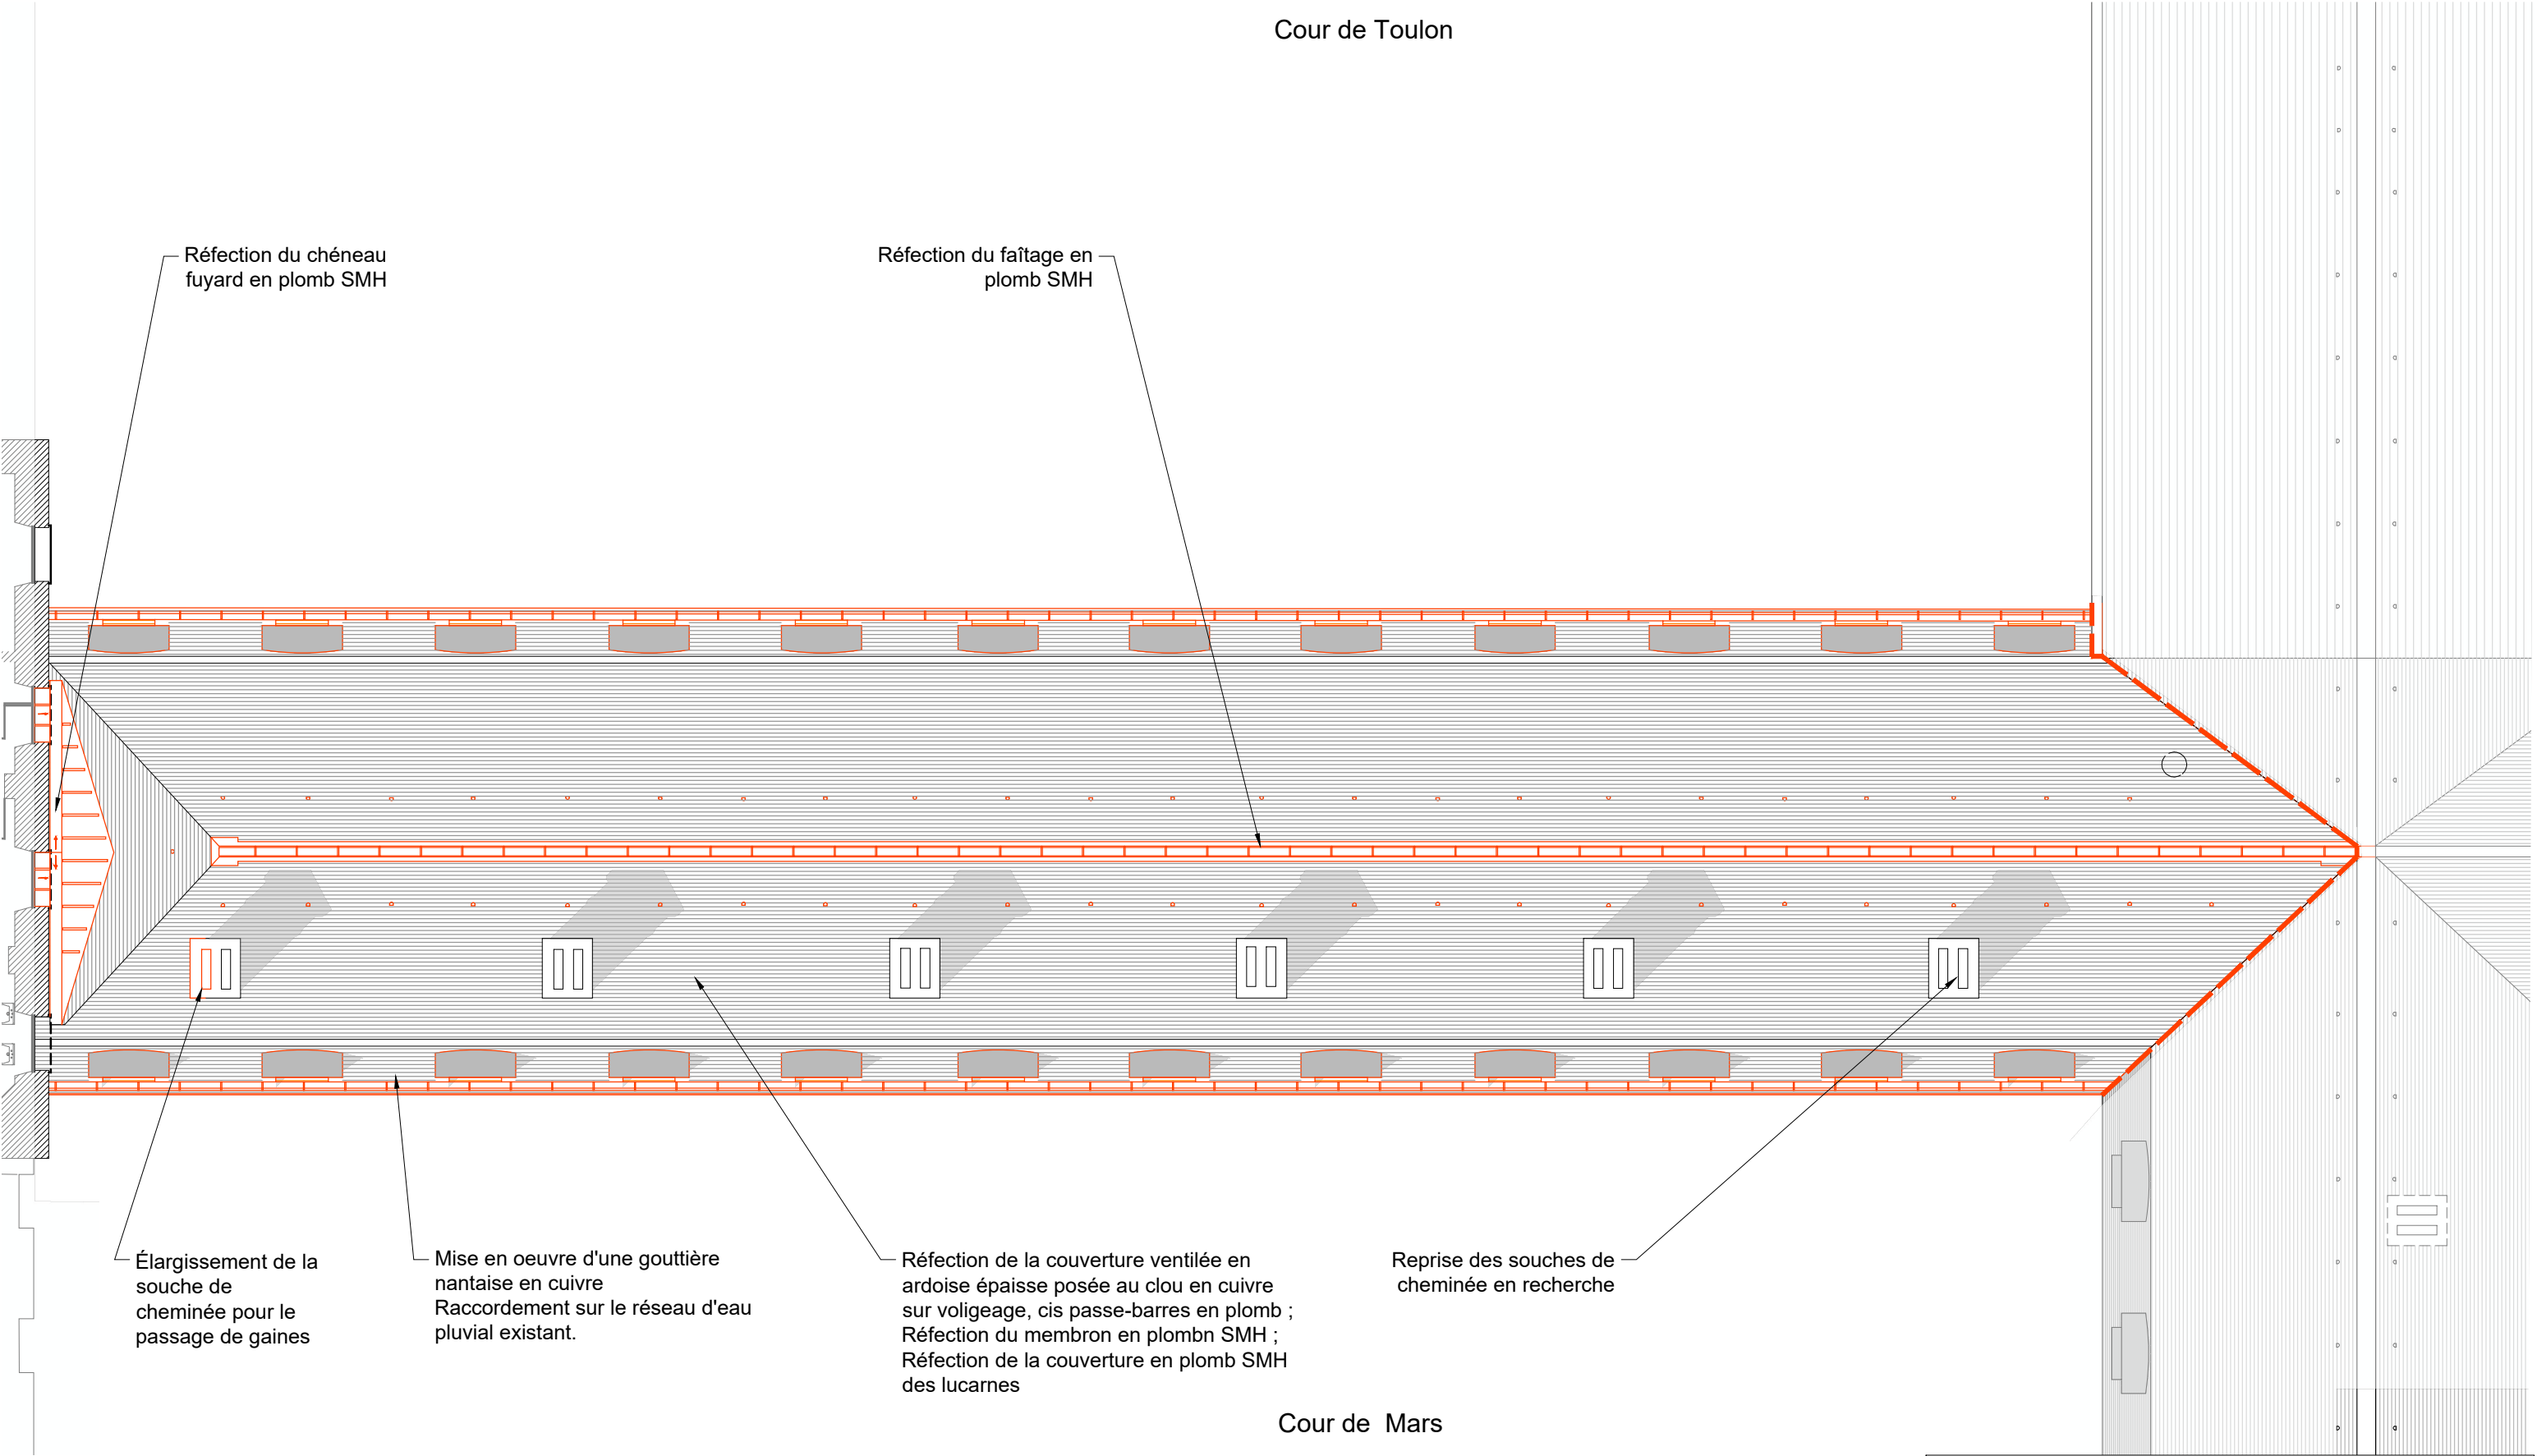 Cour de Toulon
Réfection du chéneau
fuyard en plomb SMH
Réfection du faîtage en
plomb SMH
Élargissement de la
souche de
cheminée pour le
passage de gaines
Mise en oeuvre d'une gouttière
nantaise en cuivre
Raccordement sur le réseau d'eau
pluvial existant.
Réfection de la couverture ventilée en
ardoise épaisse posée au clou en cuivre
sur voligeage, cis passe-barres en plomb ;
Réfection du membron en plombn SMH ;
Réfection de la couverture en plomb SMH
des lucarnes
Reprise des souches de
cheminée en recherche
Cour de  Mars